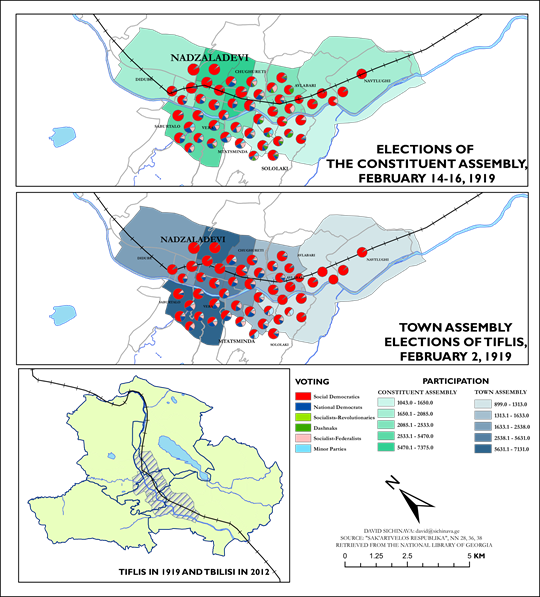 NADZALADEVI
DIDUBE
CHUGHURETI
AVLABARI
NAVTLUGHI
SABURTALO
VERA
MTATSMINDA
SOLOLAKI
ELECTIONS OF
THE CONSTITUENT ASSEMBLY,
FEBRUARY 14-16, 1919
NADZALADEVI
DIDUBE
CHUGHURETI
AVLABARI
NAVTLUGHI
SABURTALO
MTATSMINDA
SOLOLAKI
TOWN ASSEMBLY
ELECTIONS OF TIFLIS,
FEBRUARY 2, 1919
VOTING
Social Democratics
National Democrats
Socialists-Revolutionaries
Dashnaks
Socialist-Federalists
Minor Parties
PARTICIPATION
CONSTITUENT ASSEMBLY
1043.0 - 1650.0
1650.1 - 2085.0
2085.1 - 2533.0
2533.1 - 5470.0
5470.1 - 7375.0
TOWN ASSEMBLY
899.0 - 1313.0
1313.1 - 1633.0
1633.1 - 2538.0
2538.1 - 5631.0
5631.1 - 7131.0
DAVID SICHINAVA david@sichinava.ge
SOURCE: "SAK'ARTVELOS RESPUBLIKA", NN 28, 36, 38
RETRIEVED FROM THE NATIONAL LIBRARY OF GEORGIA
0 1.25 2.5 5 KM
TIFLIS IN 1919 AND TBILISI IN 2012